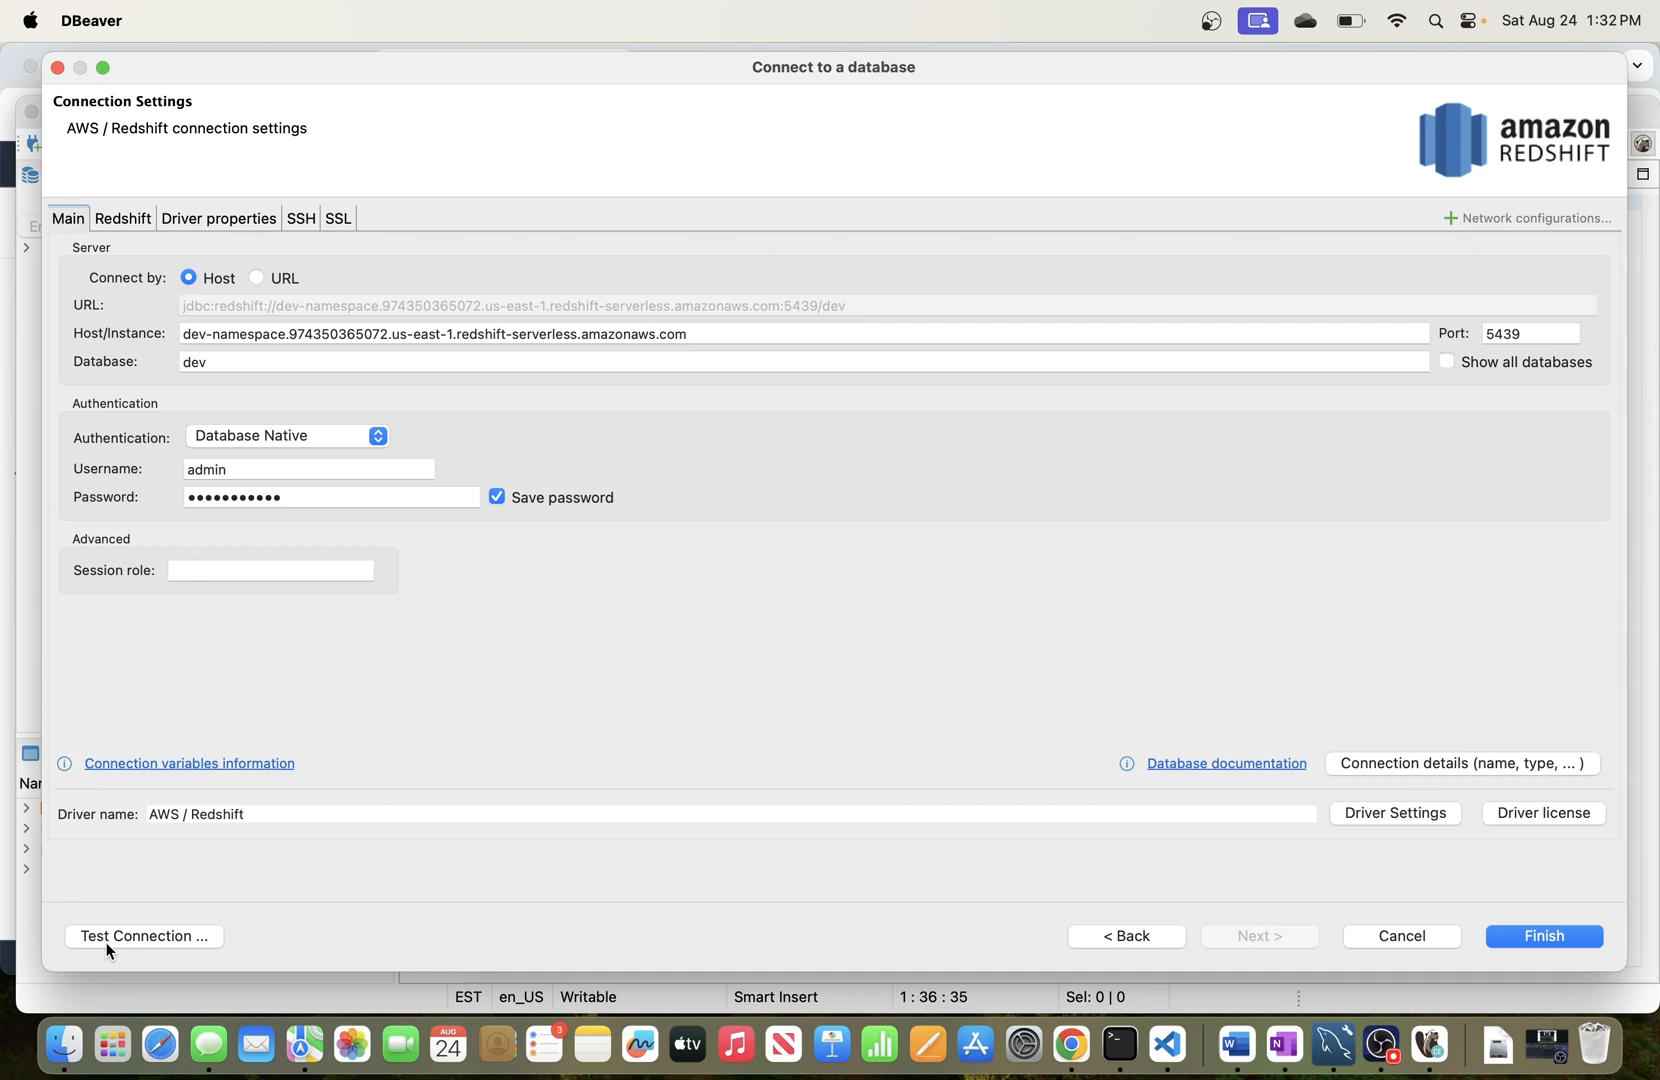 DBeaver
Sat Aug 24 1:32 PM
Connect to a database
Connection Settings
AWS / Redshift connection settings
amazon
REDSHIFT
Main Redshift Driver properties SSH SSL
Network configurations...
Server
Connect by: Host URL
URL: jdbc:redshift://dev-namespace.974350365072.us-east-1.redshift-serverless.amazonaws.com:5439/dev
Host/Instance: dev-namespace.974350365072.us-east-1.redshift-serverless.amazonaws.com Port: 5439
Database: dev Show all databases
Authentication
Authentication: Database Native
Username: admin
Password: ••••••••••• Save password
Advanced
Session role:
Connection variables information Database documentation Connection details (name, type, ... )
Nar
Driver name: AWS / Redshift Driver Settings Driver license
Test Connection ... < Back Next > Cancel Finish
EST en_US Writable Smart Insert 1 : 36 : 35 Sel: 0 | 0
AUG
24
3
tv